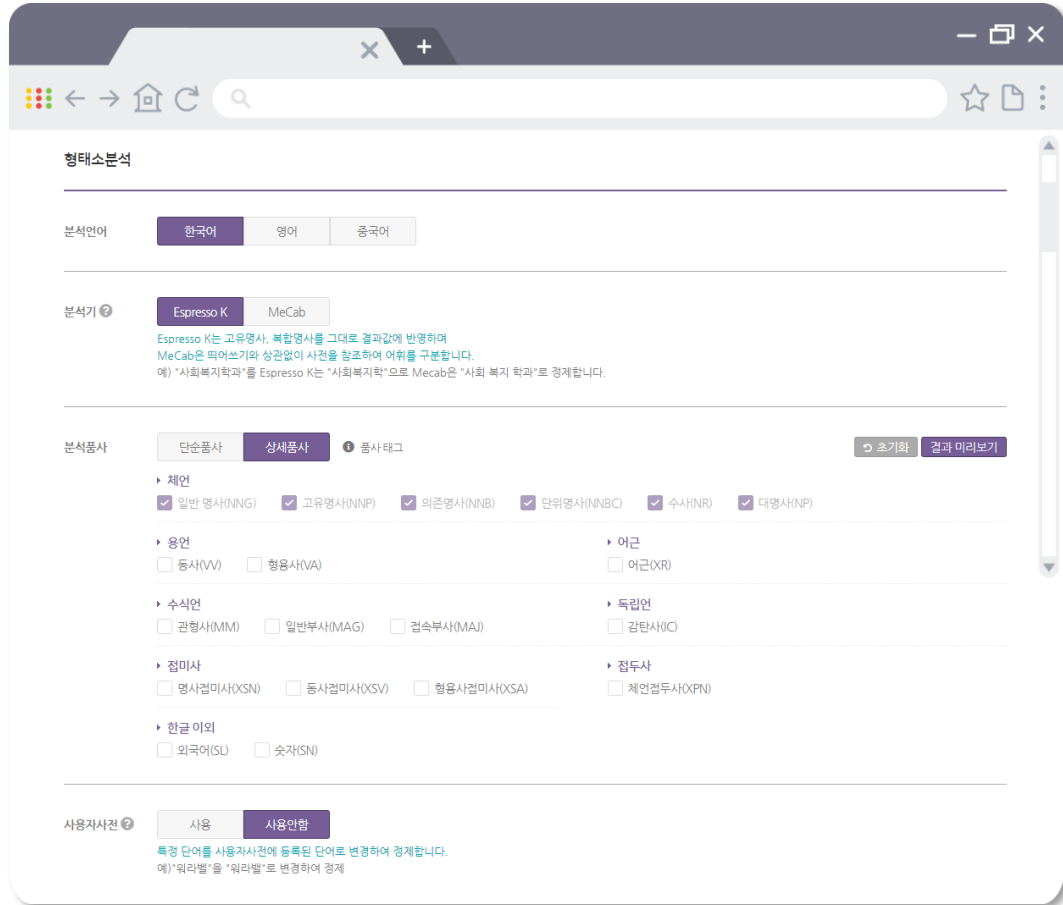 형태소분석
분석언어 한국어 영어 중국어
분석기 Espresso K MeCab
Espresso K는 고유명사, 복합명사를 그대로 결과값에 반영하며
MeCab은 띄어쓰기와 상관없이 사전을 참조하여 어휘를 구분합니다.
예) "사회복지학과"를 Espresso K는 "사회복지학"으로 Mecab은 "사회 복지 학과"로 정제합니다.
분석품사 단순품사 상세품사 품사 태그 초기화 결과 미리보기
체언
일반 명사(NNG) 고유명사(NNP) 의존명사(NNB) 단위명사(NNBC) 수사(NR) 대명사(NP)
용언 어근
동사(VV) 형용사(VA) 어근(XR)
수식언 독립언
관형사(MM) 일반부사(MAG) 접속부사(MAJ) 감탄사(IC)
접미사 접두사
명사접미사(XSN) 동사접미사(XSV) 형용사접미사(XSA) 체언접두사(XPN)
한글 이외
외국어(SL) 숫자(SN)
사용자사전 사용 사용안함
특정 단어를 사용자사전에 등록된 단어로 변경하여 정제합니다.
예)"워라벨"을 "워라밸"로 변경하여 정제